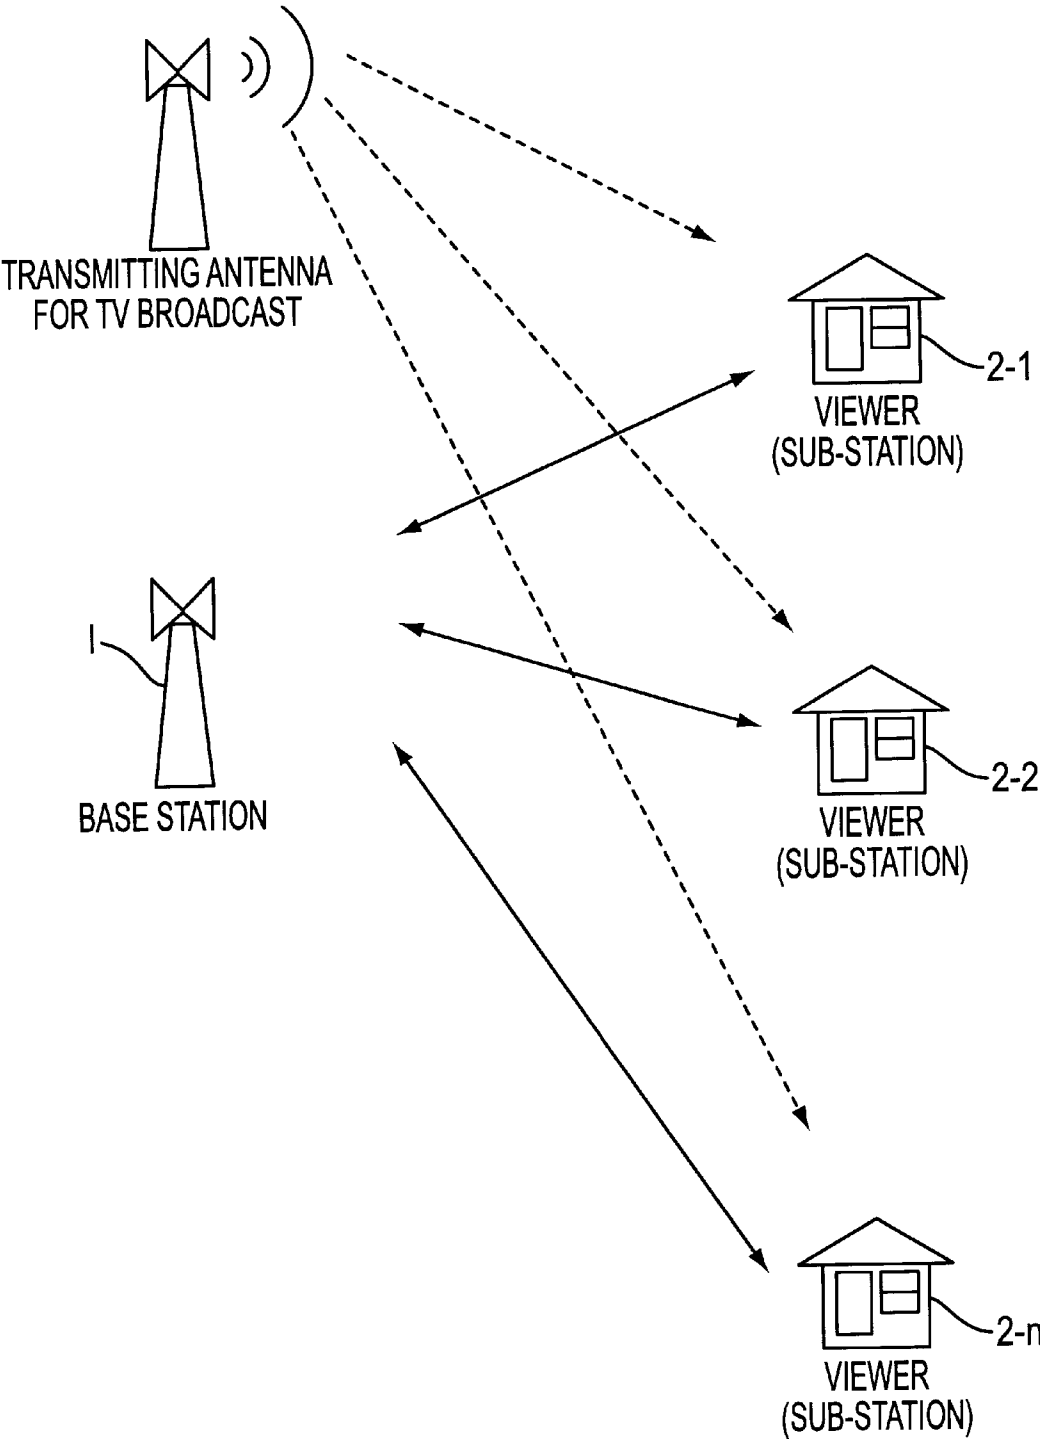 TRANSMITTING ANTENNA
FOR TV BROADCAST
2-1
VIEWER
(SUB-STATION)
1
BASE STATION
2-2
VIEWER
(SUB-STATION)
2-n
VIEWER
(SUB-STATION)